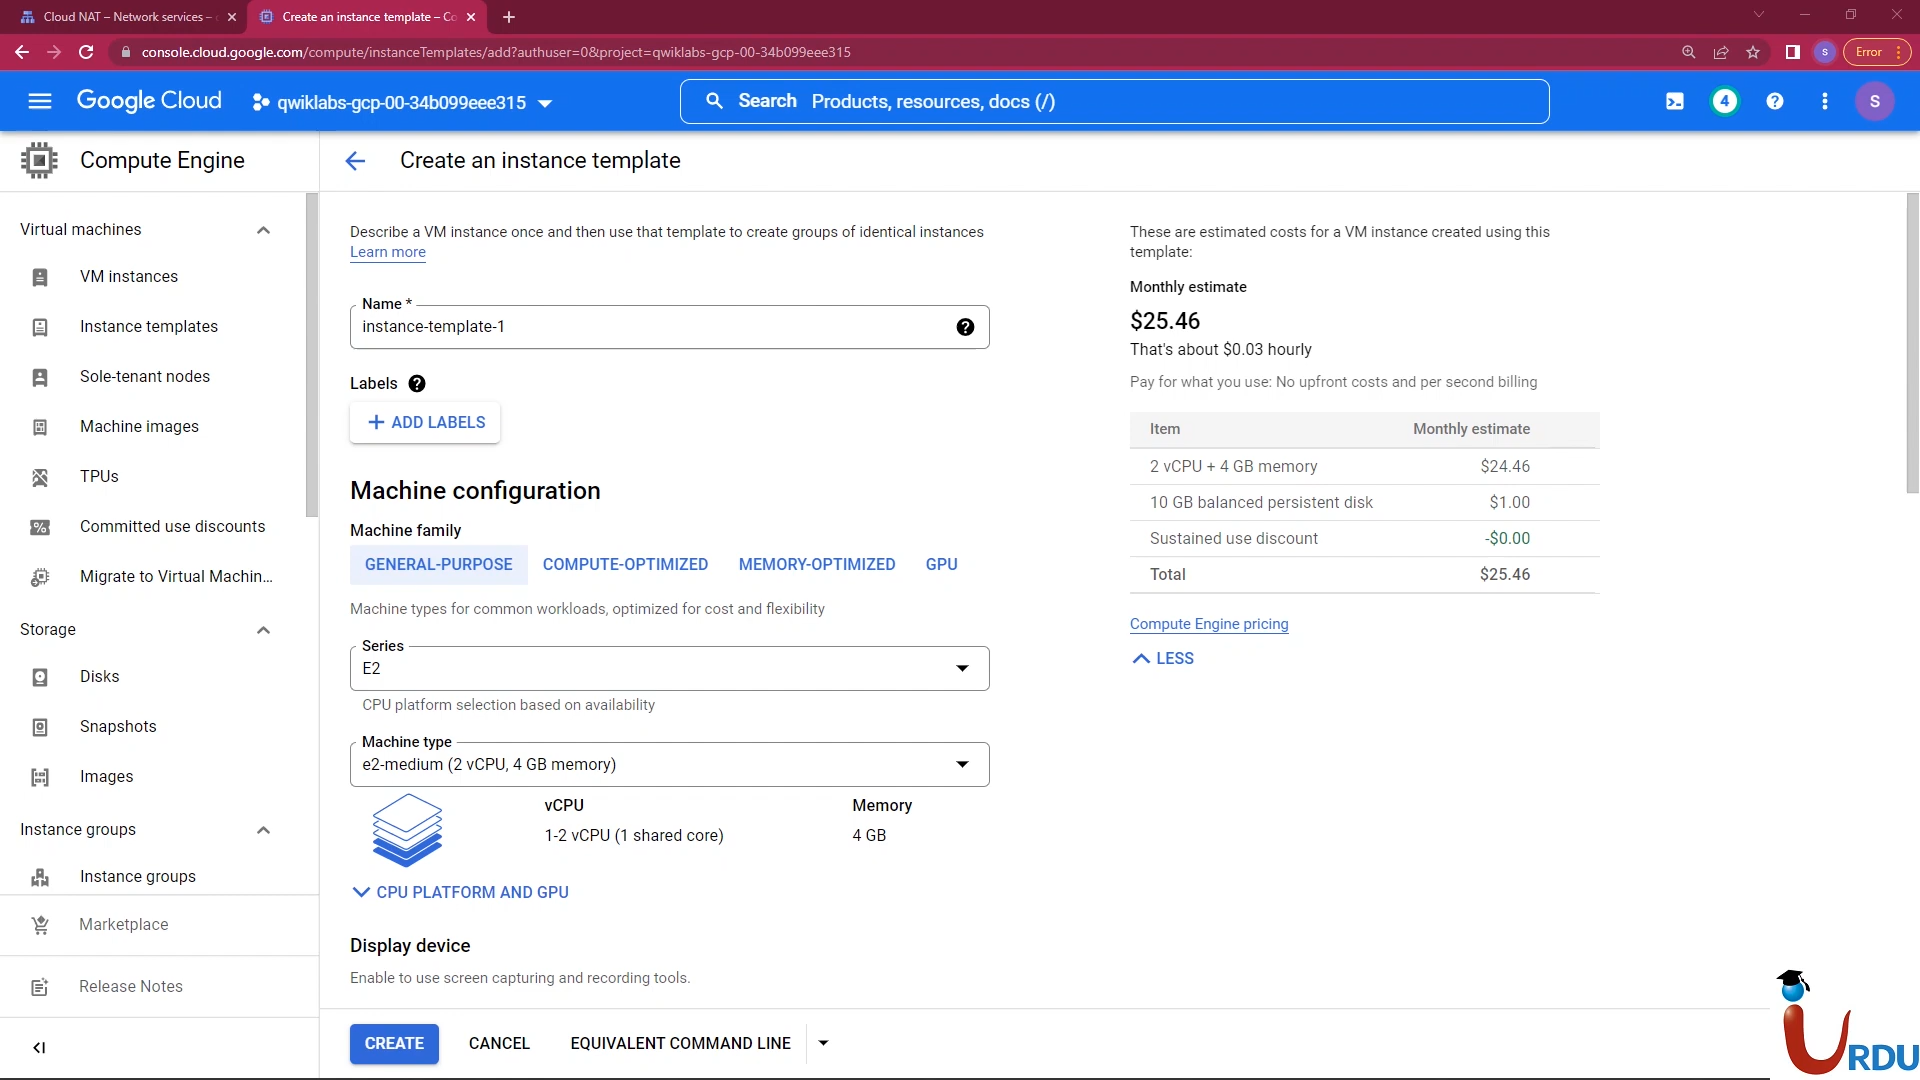 Cloud NAT – Network services –
Create an instance template – Co
console.cloud.google.com/compute/instanceTemplates/add?authuser=0&project=qwiklabs-gcp-00-34b099eee315
S
Error
Google Cloud
qwiklabs-gcp-00-34b099eee315
Search Products, resources, docs (/)
4
S
Compute Engine
Create an instance template
Virtual machines
VM instances
Instance templates
Sole-tenant nodes
Machine images
TPUs
Committed use discounts
Migrate to Virtual Machin...
Storage
Disks
Snapshots
Images
Instance groups
Instance groups
Marketplace
Release Notes
Describe a VM instance once and then use that template to create groups of identical instances
Learn more
Name *
instance-template-1
Labels
ADD LABELS
Machine configuration
Machine family
GENERAL-PURPOSE
COMPUTE-OPTIMIZED
MEMORY-OPTIMIZED
GPU
Machine types for common workloads, optimized for cost and flexibility
Series
E2
CPU platform selection based on availability
Machine type
e2-medium (2 vCPU, 4 GB memory)
vCPU Memory
1-2 vCPU (1 shared core) 4 GB
CPU PLATFORM AND GPU
Display device
Enable to use screen capturing and recording tools.
CREATE CANCEL EQUIVALENT COMMAND LINE
These are estimated costs for a VM instance created using this
template:
Monthly estimate
$25.46
That's about $0.03 hourly
Pay for what you use: No upfront costs and per second billing
Item Monthly estimate
2 vCPU + 4 GB memory $24.46
10 GB balanced persistent disk $1.00
Sustained use discount -$0.00
Total $25.46
Compute Engine pricing
LESS
iURDU